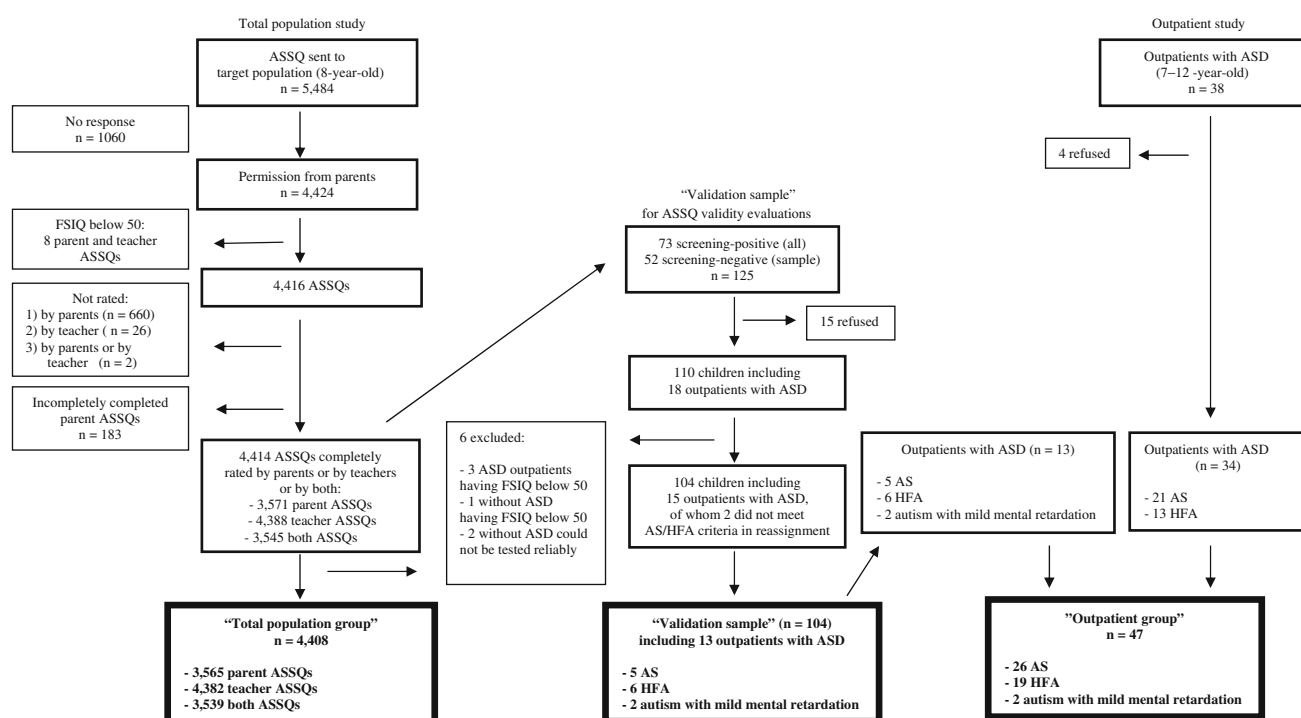 Total population study
ASSQ sent to
target population (8-year-old)
n = 5,484
No response
n = 1060
Permission from parents
n = 4,424
FSIQ below 50:
8 parent and teacher
ASSQs
4,416 ASSQs
Not rated:
1) by parents (n = 660)
2) by teacher ( n = 26)
3) by parents or by
teacher (n = 2)
Incompletely completed
parent ASSQs
n = 183
4,414 ASSQs completely
rated by parents or by teachers
or by both:
- 3,571 parent ASSQs
- 4,388 teacher ASSQs
- 3,545 both ASSQs
"Total population group"
n = 4,408
- 3,565 parent ASSQs
- 4,382 teacher ASSQs
- 3,539 both ASSQs
“Validation sample”
for ASSQ validity evaluations
73 screening-positive (all)
52 screening-negative (sample)
n = 125
15 refused
110 children including
18 outpatients with ASD
6 excluded:
- 3 ASD outpatients
having FSIQ below 50
- 1 without ASD
having FSIQ below 50
- 2 without ASD could
not be tested reliably
104 children including
15 outpatients with ASD,
of whom 2 did not meet
AS/HFA criteria in reassignment
“Validation sample” (n = 104)
including 13 outpatients with ASD
- 5 AS
- 6 HFA
- 2 autism with mild mental retardation
Outpatient study
Outpatients with ASD
(7–12 -year-old)
n = 38
4 refused
Outpatients with ASD (n = 13)
- 5 AS
- 6 HFA
- 2 autism with mild mental retardation
Outpatients with ASD
(n = 34)
- 21 AS
- 13 HFA
”Outpatient group”
n = 47
- 26 AS
- 19 HFA
- 2 autism with mild mental retardation